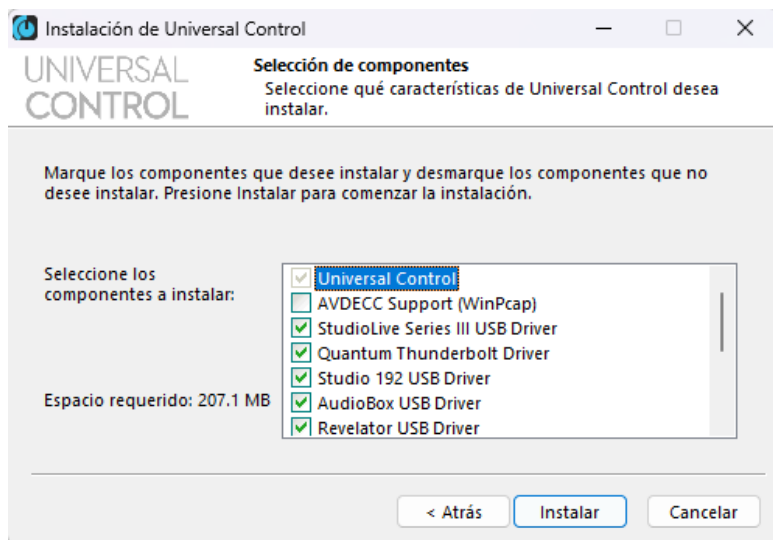 Instalación de Universal Control
UNIVERSAL
CONTROL
Selección de componentes
Seleccione qué características de Universal Control desea
instalar.
Marque los componentes que desee instalar y desmarque los componentes que no
desee instalar. Presione Instalar para comenzar la instalación.
Seleccione los
componentes a instalar:
Universal Control
AVDECC Support (WinPcap)
StudioLive Series III USB Driver
Quantum Thunderbolt Driver
Studio 192 USB Driver
AudioBox USB Driver
Revelator USB Driver
Espacio requerido: 207.1 MB
< Atrás
Instalar
Cancelar